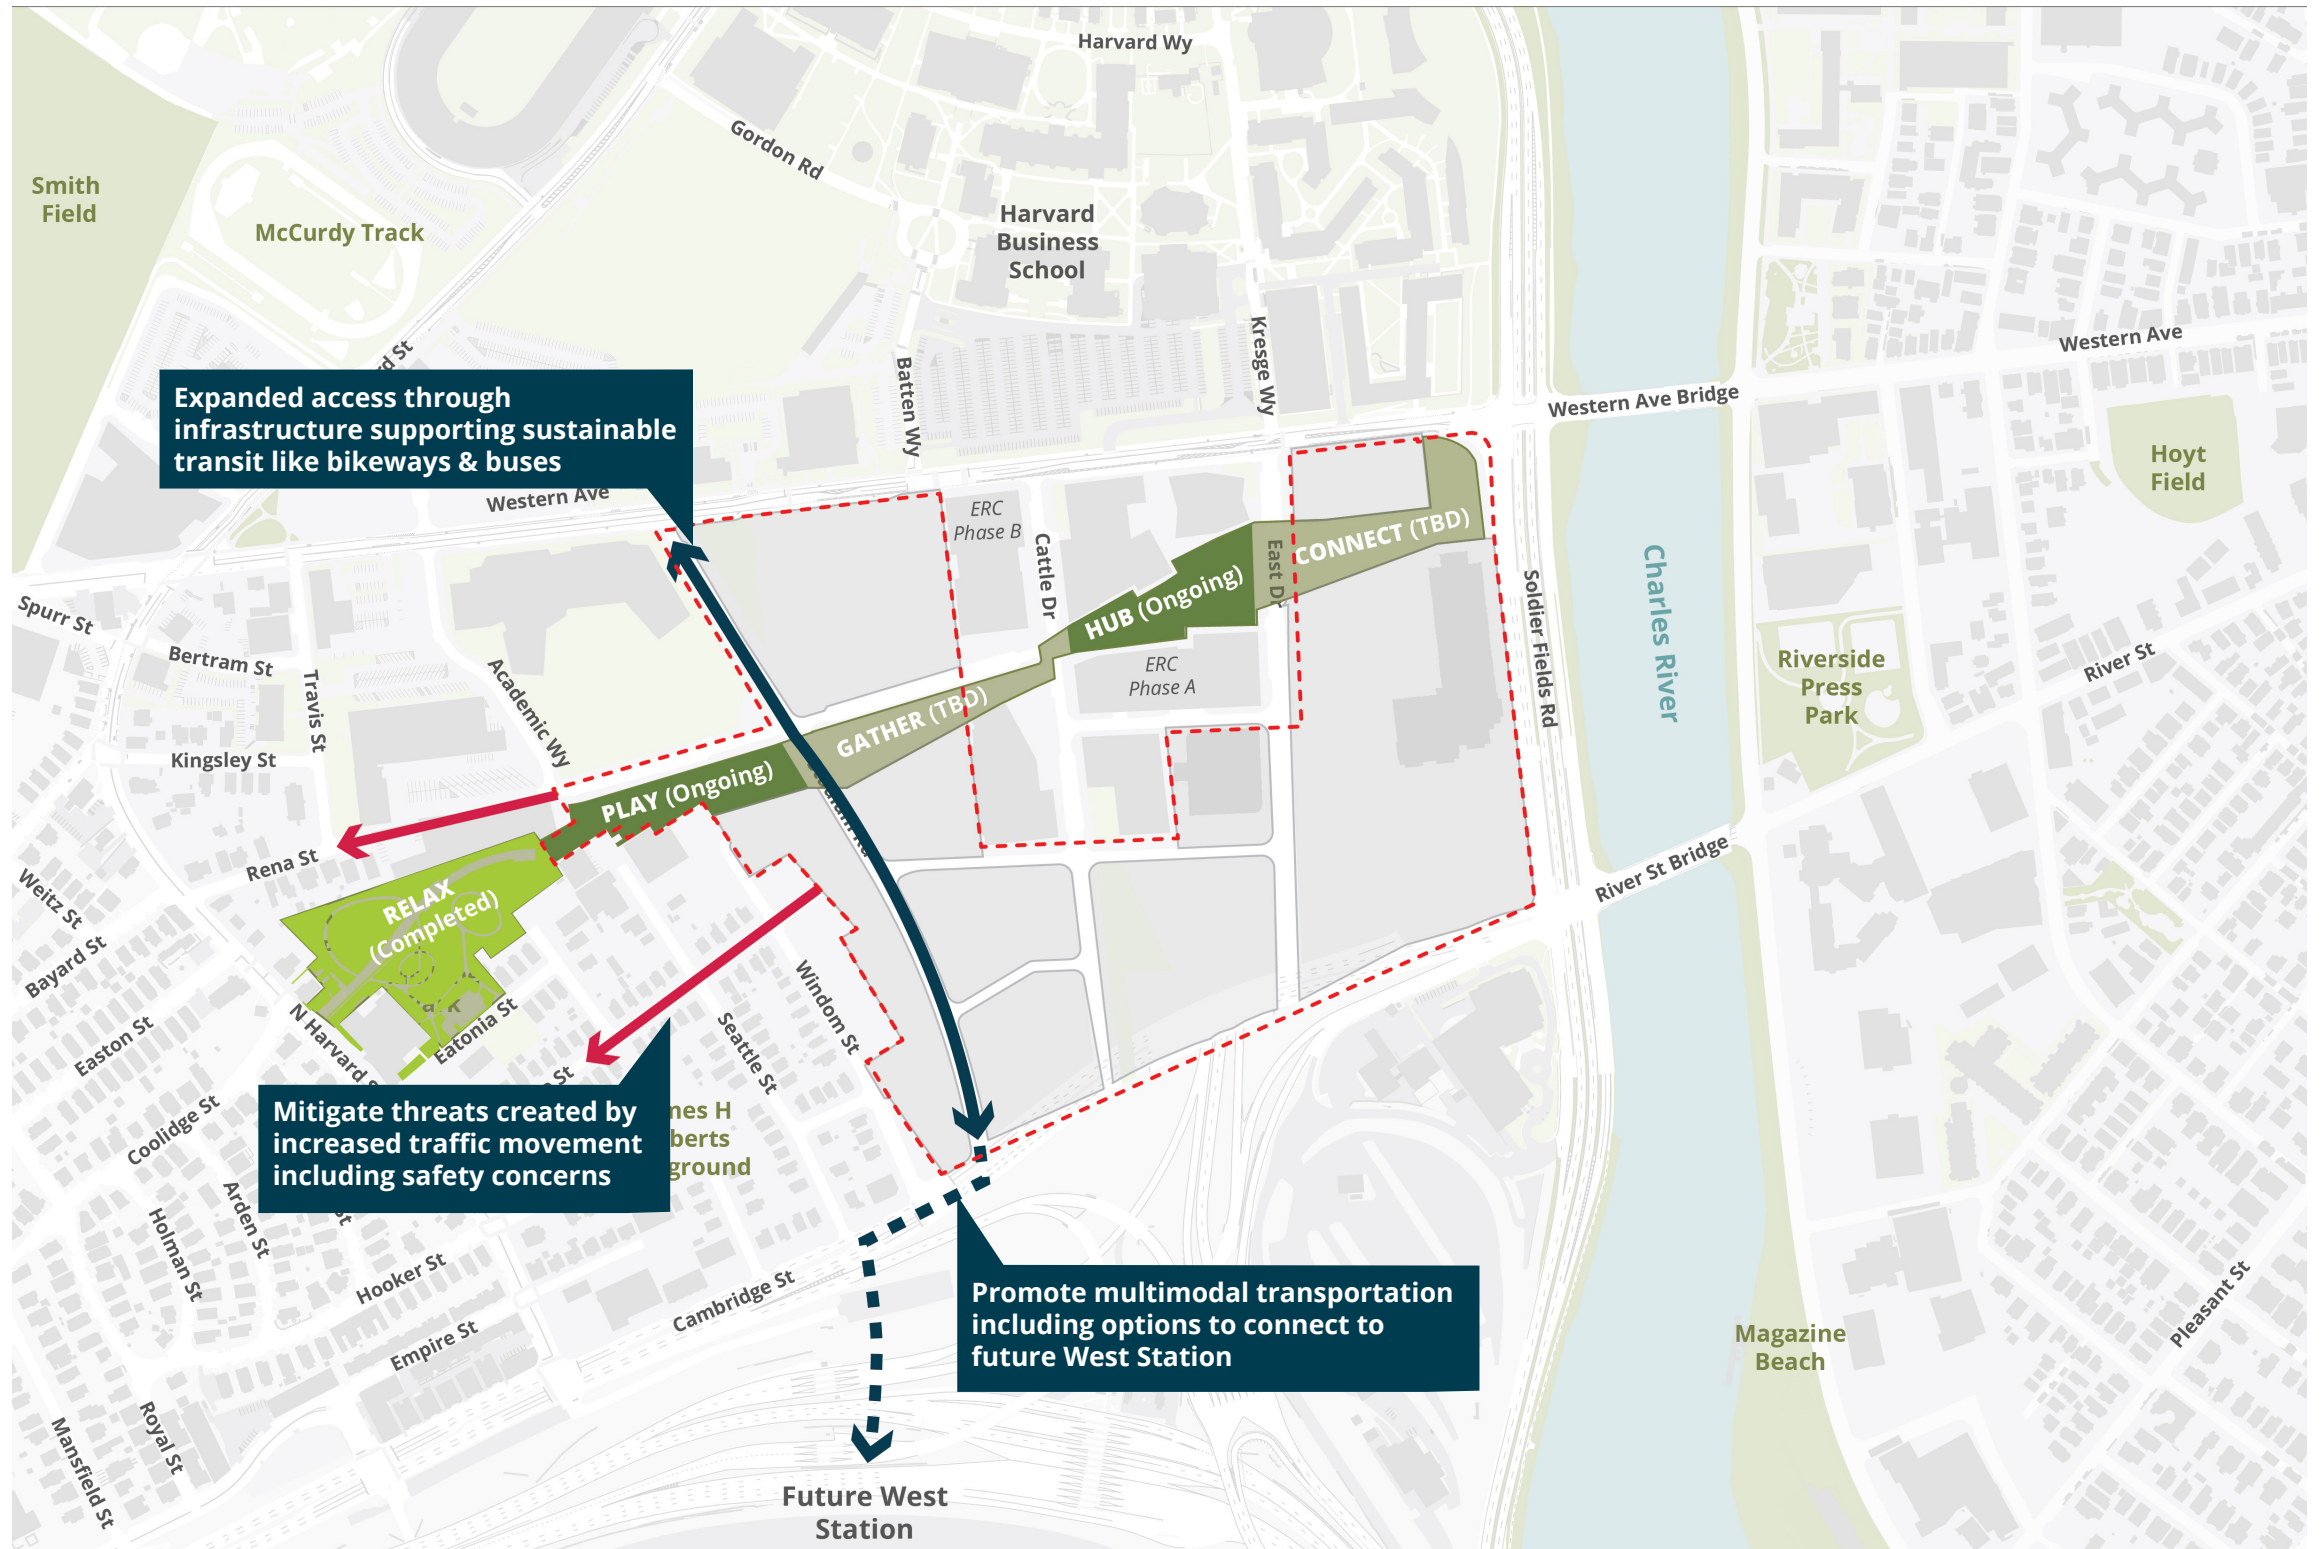 Harvard Wy
Gordon Rd
Smith
Field
McCurdy Track
Harvard
Business
School
Kresge Wy
Batten Wy
Western Ave
Western Ave Bridge
Expanded access through
infrastructure supporting sustainable
transit like bikeways & buses
Western Ave
Hoyt
Field
ERC
Phase B
Cattle Dr
East Dr
CONNECT (TBD)
HUB (Ongoing)
Charles River
Soldier Fields Rd
Spurr St
Bertram St
Travis St
Academic Wy
Kingsley St
ERC
Phase A
Riverside
Press
Park
River St
GATHER (TBD)
PLAY (Ongoing)
Rena St
Weitz St
Bayard St
RELAX
(Completed)
River St Bridge
Windom St
Seattle St
Easton St
N Harvard
Eatonia St
Coolidge St
St
Mitigate threats created by
increased traffic movement
including safety concerns
mes H
berts
ground
Arden St
St
Holman St
Hooker St
Empire St
Cambridge St
Promote multimodal transportation
including options to connect to
future West Station
Magazine
Beach
Pleasant St
Royal St
Mansfield St
Future West
Station